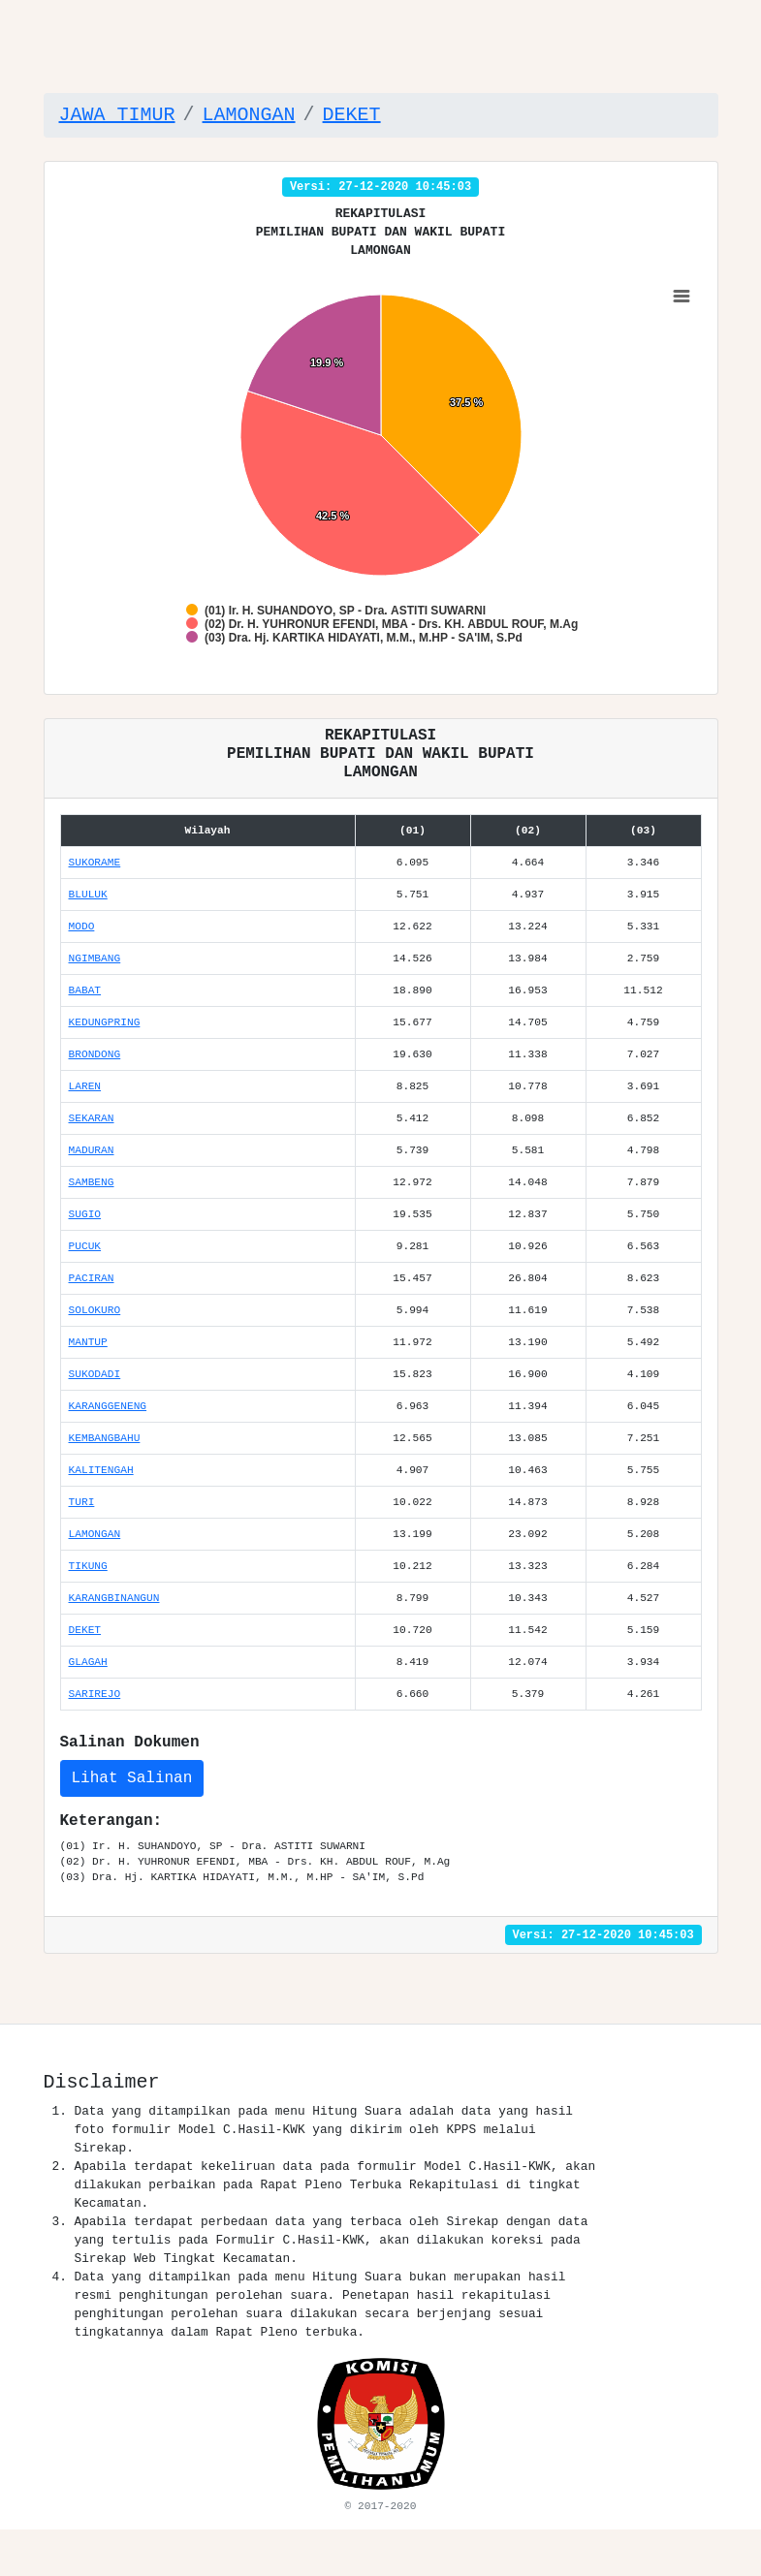 JAWA TIMUR / LAMONGAN / DEKET
Versi: 27-12-2020 10:45:03
REKAPITULASI
PEMILIHAN BUPATI DAN WAKIL BUPATI
LAMONGAN
19.9 %
37.5 %
42.5 %
(01) Ir. H. SUHANDOYO, SP - Dra. ASTITI SUWARNI
(02) Dr. H. YUHRONUR EFENDI, MBA - Drs. KH. ABDUL ROUF, M.Ag
(03) Dra. Hj. KARTIKA HIDAYATI, M.M., M.HP - SA'IM, S.Pd
REKAPITULASI
PEMILIHAN BUPATI DAN WAKIL BUPATI
LAMONGAN
Wilayah (01) (02) (03)
SUKORAME 6.095 4.664 3.346
BLULUK 5.751 4.937 3.915
MODO 12.622 13.224 5.331
NGIMBANG 14.526 13.984 2.759
BABAT 18.890 16.953 11.512
KEDUNGPRING 15.677 14.705 4.759
BRONDONG 19.630 11.338 7.027
LAREN 8.825 10.778 3.691
SEKARAN 5.412 8.098 6.852
MADURAN 5.739 5.581 4.798
SAMBENG 12.972 14.048 7.879
SUGIO 19.535 12.837 5.750
PUCUK 9.281 10.926 6.563
PACIRAN 15.457 26.804 8.623
SOLOKURO 5.994 11.619 7.538
MANTUP 11.972 13.190 5.492
SUKODADI 15.823 16.900 4.109
KARANGGENENG 6.963 11.394 6.045
KEMBANGBAHU 12.565 13.085 7.251
KALITENGAH 4.907 10.463 5.755
TURI 10.022 14.873 8.928
LAMONGAN 13.199 23.092 5.208
TIKUNG 10.212 13.323 6.284
KARANGBINANGUN 8.799 10.343 4.527
DEKET 10.720 11.542 5.159
GLAGAH 8.419 12.074 3.934
SARIREJO 6.660 5.379 4.261
Salinan Dokumen
Lihat Salinan
Keterangan:
(01) Ir. H. SUHANDOYO, SP - Dra. ASTITI SUWARNI
(02) Dr. H. YUHRONUR EFENDI, MBA - Drs. KH. ABDUL ROUF, M.Ag
(03) Dra. Hj. KARTIKA HIDAYATI, M.M., M.HP - SA'IM, S.Pd
Versi: 27-12-2020 10:45:03
Disclaimer
1. Data yang ditampilkan pada menu Hitung Suara adalah data yang hasil
foto formulir Model C.Hasil-KWK yang dikirim oleh KPPS melalui
Sirekap.
2. Apabila terdapat kekeliruan data pada formulir Model C.Hasil-KWK, akan
dilakukan perbaikan pada Rapat Pleno Terbuka Rekapitulasi di tingkat
Kecamatan.
3. Apabila terdapat perbedaan data yang terbaca oleh Sirekap dengan data
yang tertulis pada Formulir C.Hasil-KWK, akan dilakukan koreksi pada
Sirekap Web Tingkat Kecamatan.
4. Data yang ditampilkan pada menu Hitung Suara bukan merupakan hasil
resmi penghitungan perolehan suara. Penetapan hasil rekapitulasi
penghitungan perolehan suara dilakukan secara berjenjang sesuai
tingkatannya dalam Rapat Pleno terbuka.
KOMISI
PEMILIHAN UMUM
© 2017-2020